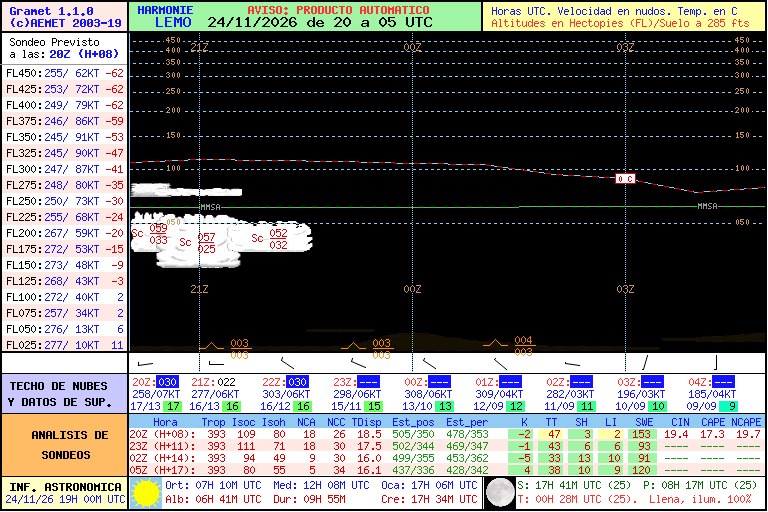 Gramet 1.1.0
(c)AEMET 2003-19
HARMONIE
LEMO
AVISO: PRODUCTO AUTOMATICO
24/11/2026 de 20 a 05 UTC
Horas UTC. Velocidad en nudos. Temp. en C
Altitudes en Hectopies (FL)/Suelo a 285 fts
Sondeo Previsto
a las: 20Z (H+08)
FL450:255/ 62KT -62
FL425:253/ 72KT -62
FL400:249/ 79KT -62
FL375:246/ 86KT -59
FL350:245/ 91KT -53
FL325:245/ 90KT -47
FL300:247/ 87KT -41
FL275:248/ 80KT -35
FL250:250/ 73KT -30
FL225:255/ 68KT -24
FL200:267/ 59KT -20
FL175:272/ 53KT -15
FL150:273/ 48KT -9
FL125:268/ 43KT -3
FL100:272/ 40KT 2
FL075:257/ 34KT 2
FL050:276/ 13KT 6
FL025:277/ 10KT 11
450 21Z 00Z 03Z 450
400 400
350 350
300 300
250 250
200 200
150 150
100 0 C 100
MMSA MMSA
050 050
Sc 059/033
Sc 057/025
Sc 052/032
21Z 00Z 03Z
003 003 004
003 003 003
TECHO DE NUBES
Y DATOS DE SUP.
20Z:030 21Z:022 22Z:030 23Z:--- 00Z:--- 01Z:--- 02Z:--- 03Z:--- 04Z:---
258/07KT 277/06KT 303/06KT 298/06KT 308/06KT 309/04KT 282/03KT 196/03KT 185/04KT
17/13 17 16/13 16 16/12 16 15/11 15 13/10 13 12/09 12 11/09 11 10/09 10 09/09 9
ANALISIS DE
SONDEOS
Hora Trop Isoc Isoh NCA NCC TDisp Est_pos Est_per K TT SH LI SWE CIN CAPE NCAPE
20Z (H+08): 393 109 80 18 26 18.5 505/350 478/353 -2 47 3 2 153 19.4 17.3 19.7
23Z (H+11): 393 111 71 18 30 17.5 502/344 469/347 -1 43 6 6 93
02Z (H+14): 393 94 49 9 30 16.0 499/355 452/323 -5 33 13 10 91
05Z (H+17): 393 80 55 5 34 16.1 437/336 428/342 4 38 10 9 120
INF. ASTRONOMICA
24/11/26 19H 00M UTC
Ort: 07H 10M UTC Med: 12H 08M UTC Oca: 17H 06M UTC
Alb: 06H 41M UTC Dur: 09H 55M Cre: 17H 34M UTC
S: 17H 41M UTC (25) P: 08H 17M UTC (25)
T: 00H 28M UTC (25). Llena, ilum. 100%